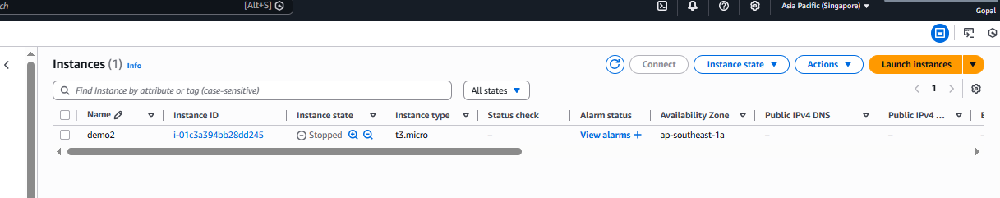 ch [Alt+S] Asia Pacific (Singapore)
Gopal
Instances (1) Info Connect Instance state Actions Launch instances
Find Instance by attribute or tag (case-sensitive) All states 1
Name Instance ID Instance state Instance type Status check Alarm status Availability Zone Public IPv4 DNS Public IPv4 ... E
demo2 i-01c3a394bb28dd245 Stopped t3.micro – View alarms + ap-southeast-1a – – –